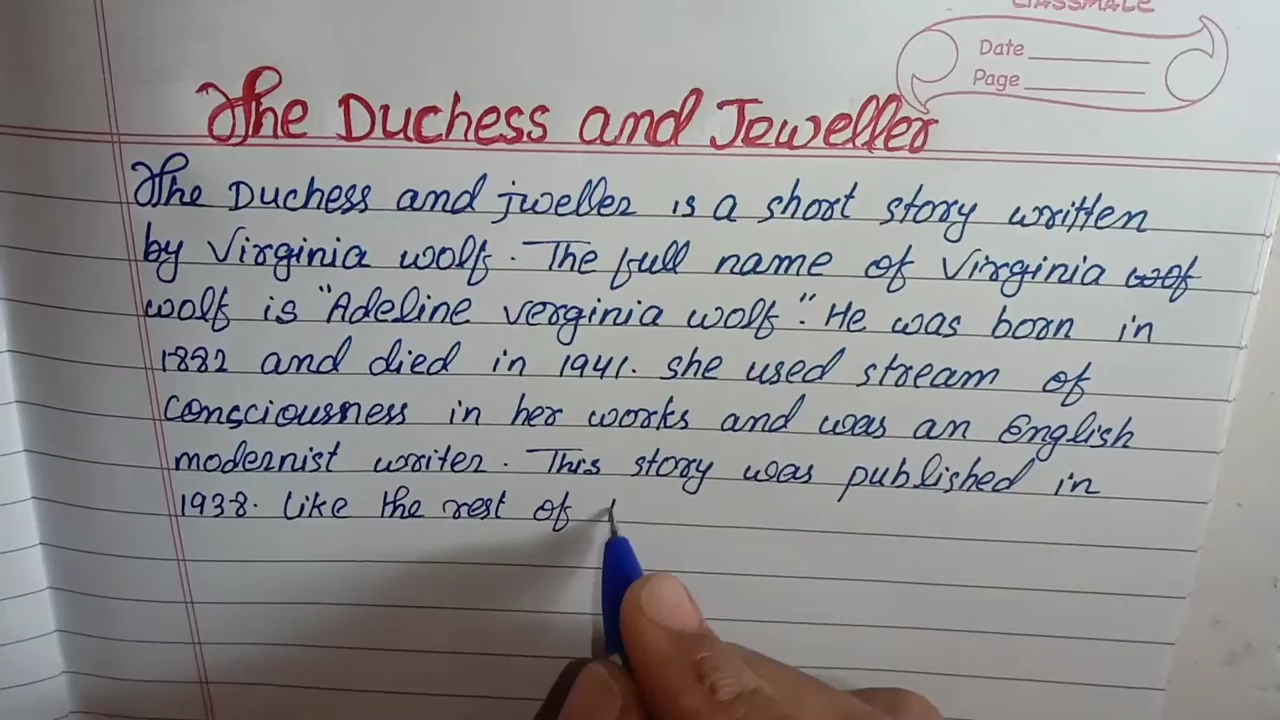 CLASSMATE
Date
Page
The Duchess and Jeweller
The Duchess and jweller is a short story written
by Virginia wolf. The full name of Virginia wof
wolf is "Adeline verginia wolf". He was born in
1882 and died in 1941. she used stream of
consciousness in her works and was an English
modernist writer. This story was published in
1938. Like the rest of